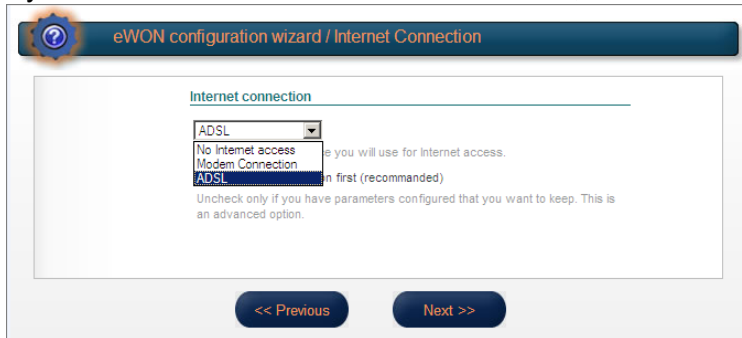 eWON configuration wizard / Internet Connection
Internet connection
ADSL
No Internet access
Modem Connection
ADSL
e you will use for Internet access.
n first (recommanded)
Uncheck only if you have parameters configured that you want to keep. This is
an advanced option.
<< Previous
Next >>